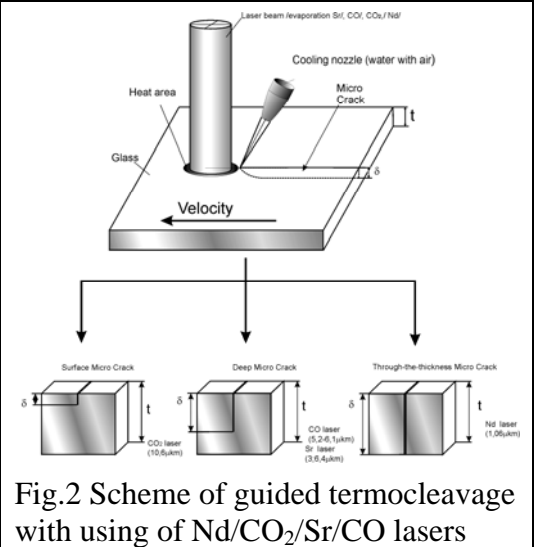 Laser beam /evaporation Sr/, CO/, CO₂,/ Nd/
Cooling nozzle (water with air)
Heat area
Micro
Crack
t
Glass
δ
Velocity
Surface Micro Crack
Deep Micro Crack
Through-the-thickness Micro Crack
δ
t
CO₂ laser
(10,6μkm)
δ
t
CO laser
(5,2-6,1μkm)
Sr laser
(3;6,4μkm)
δ
t
Nd laser
(1,06μkm)
Fig.2 Scheme of guided termocleavage
with using of Nd/CO₂/Sr/CO lasers